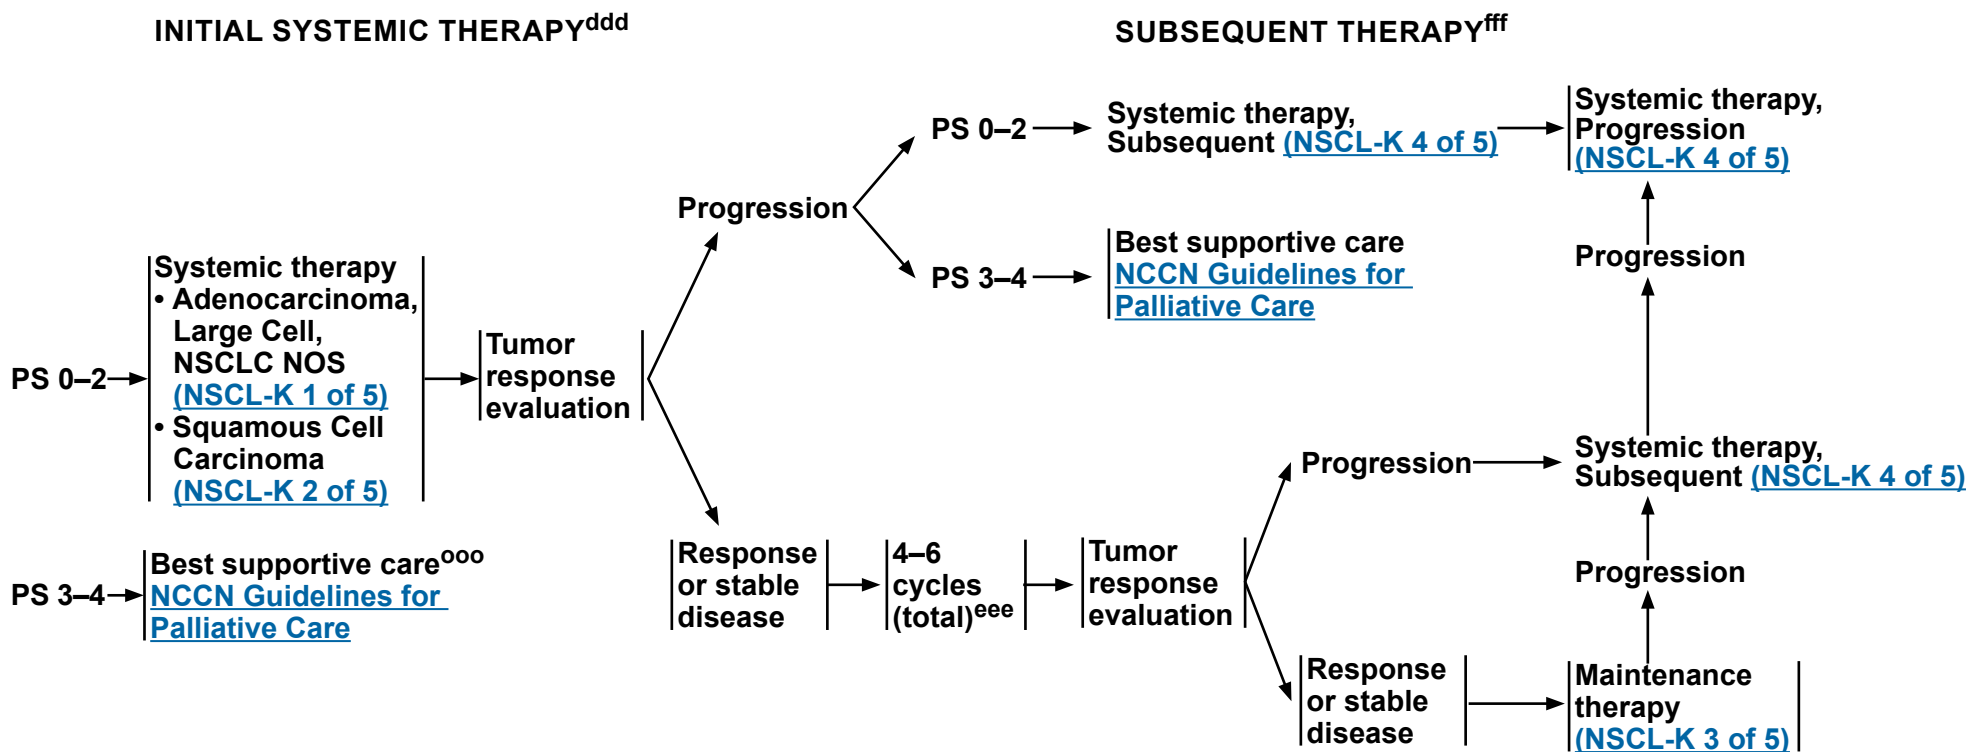 INITIAL SYSTEMIC THERAPYddd
SUBSEQUENT THERAPYfff
PS 0–2
Systemic therapy
• Adenocarcinoma,
Large Cell,
NSCLC NOS
(NSCL-K 1 of 5)
• Squamous Cell
Carcinoma
(NSCL-K 2 of 5)
PS 3–4
Best supportive careooo
NCCN Guidelines for
Palliative Care
Tumor
response
evaluation
Progression
PS 0–2
Systemic therapy,
Subsequent (NSCL-K 4 of 5)
Systemic therapy,
Progression
(NSCL-K 4 of 5)
PS 3–4
Best supportive care
NCCN Guidelines for
Palliative Care
Progression
Response
or stable
disease
4–6
cycles
(total)eee
Tumor
response
evaluation
Progression
Systemic therapy,
Subsequent (NSCL-K 4 of 5)
Progression
Response
or stable
disease
Maintenance
therapy
(NSCL-K 3 of 5)